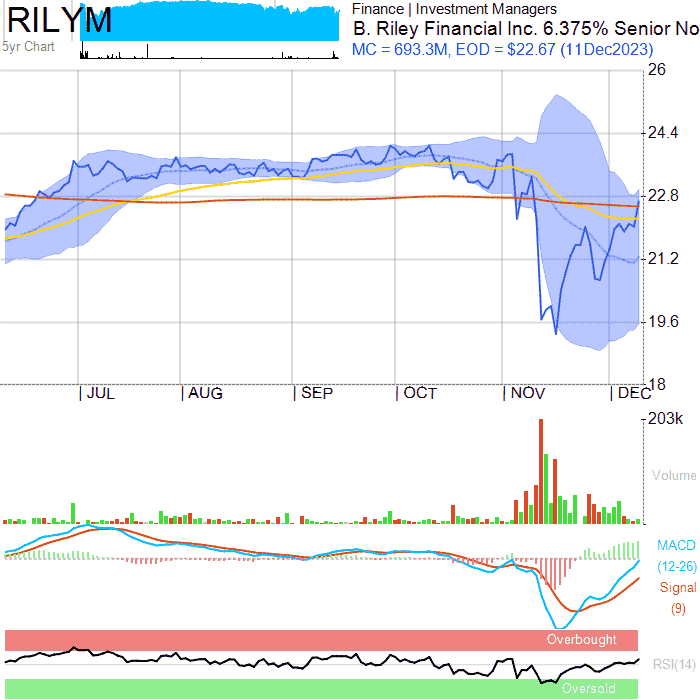 RILYM
5yr Chart
Finance | Investment Managers
B. Riley Financial Inc. 6.375% Senior No
MC = 693.3M, EOD = $22.67 (11Dec2023)
26
24.4
22.8
21.2
19.6
18
| JUL | AUG | SEP | OCT | NOV | DEC
203k
Volume
MACD
(12-26)
Signal
(9)
Overbought
RSI(14)
Oversold